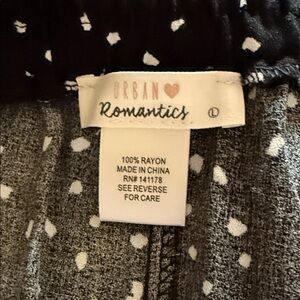 URBAN
Romantics L
100% RAYON
MADE IN CHINA
RN# 141178
SEE REVERSE
FOR CARE